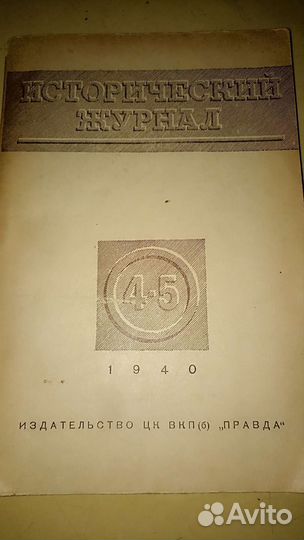 ИСТОРИЧЕСКИЙ
ЖУРНАЛ
4-5
1940
ИЗДАТЕЛЬСТВО ЦК ВКП(б) „ПРАВДА“
Avito